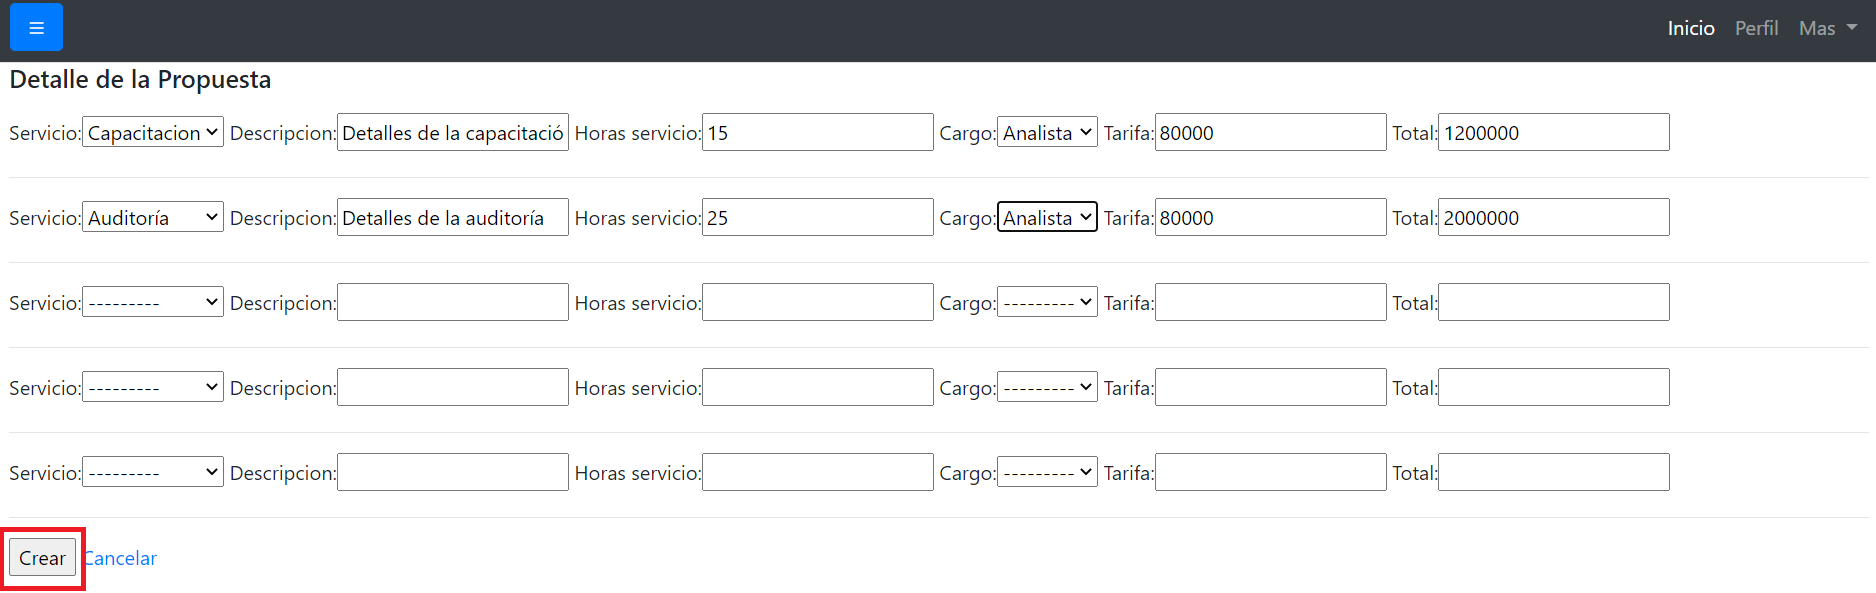 Inicio Perfil Mas
Detalle de la Propuesta
Servicio: Capacitacion Descripcion: Detalles de la capacitació Horas servicio: 15 Cargo: Analista Tarifa: 80000 Total: 1200000
Servicio: Auditoría Descripcion: Detalles de la auditoría Horas servicio: 25 Cargo: Analista Tarifa: 80000 Total: 2000000
Servicio: --------- Descripcion: Horas servicio: Cargo: --------- Tarifa: Total:
Servicio: --------- Descripcion: Horas servicio: Cargo: --------- Tarifa: Total:
Servicio: --------- Descripcion: Horas servicio: Cargo: --------- Tarifa: Total:
Crear Cancelar